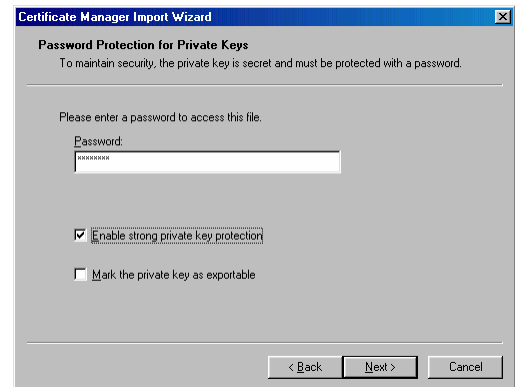 Certificate Manager Import Wizard
Password Protection for Private Keys
To maintain security, the private key is secret and must be protected with a password.
Please enter a password to access this file.
Password:
********
Enable strong private key protection
Mark the private key as exportable
< Back Next > Cancel